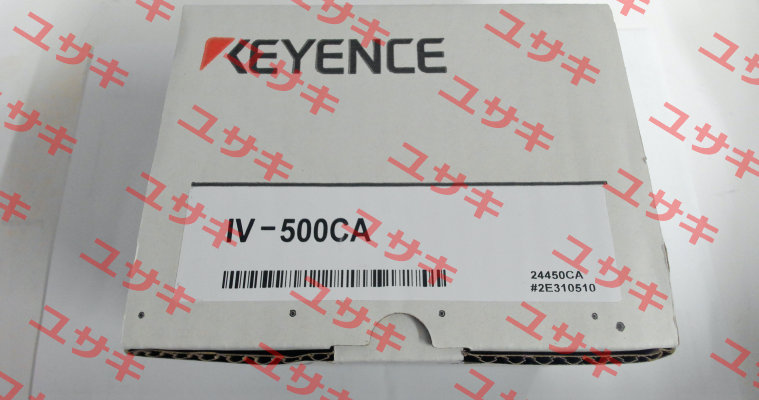 KEYENCE
IV-500CA
24450CA
#2E310510
ユサキ